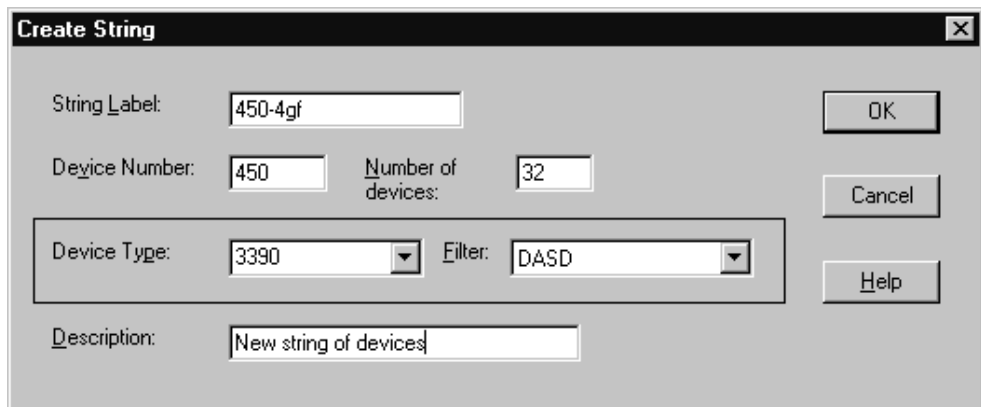 Create String
String Label: 450-4gf OK
Device Number: 450 Number of devices: 32
Cancel
Device Type: 3390 Filter: DASD
Help
Description: New string of devices